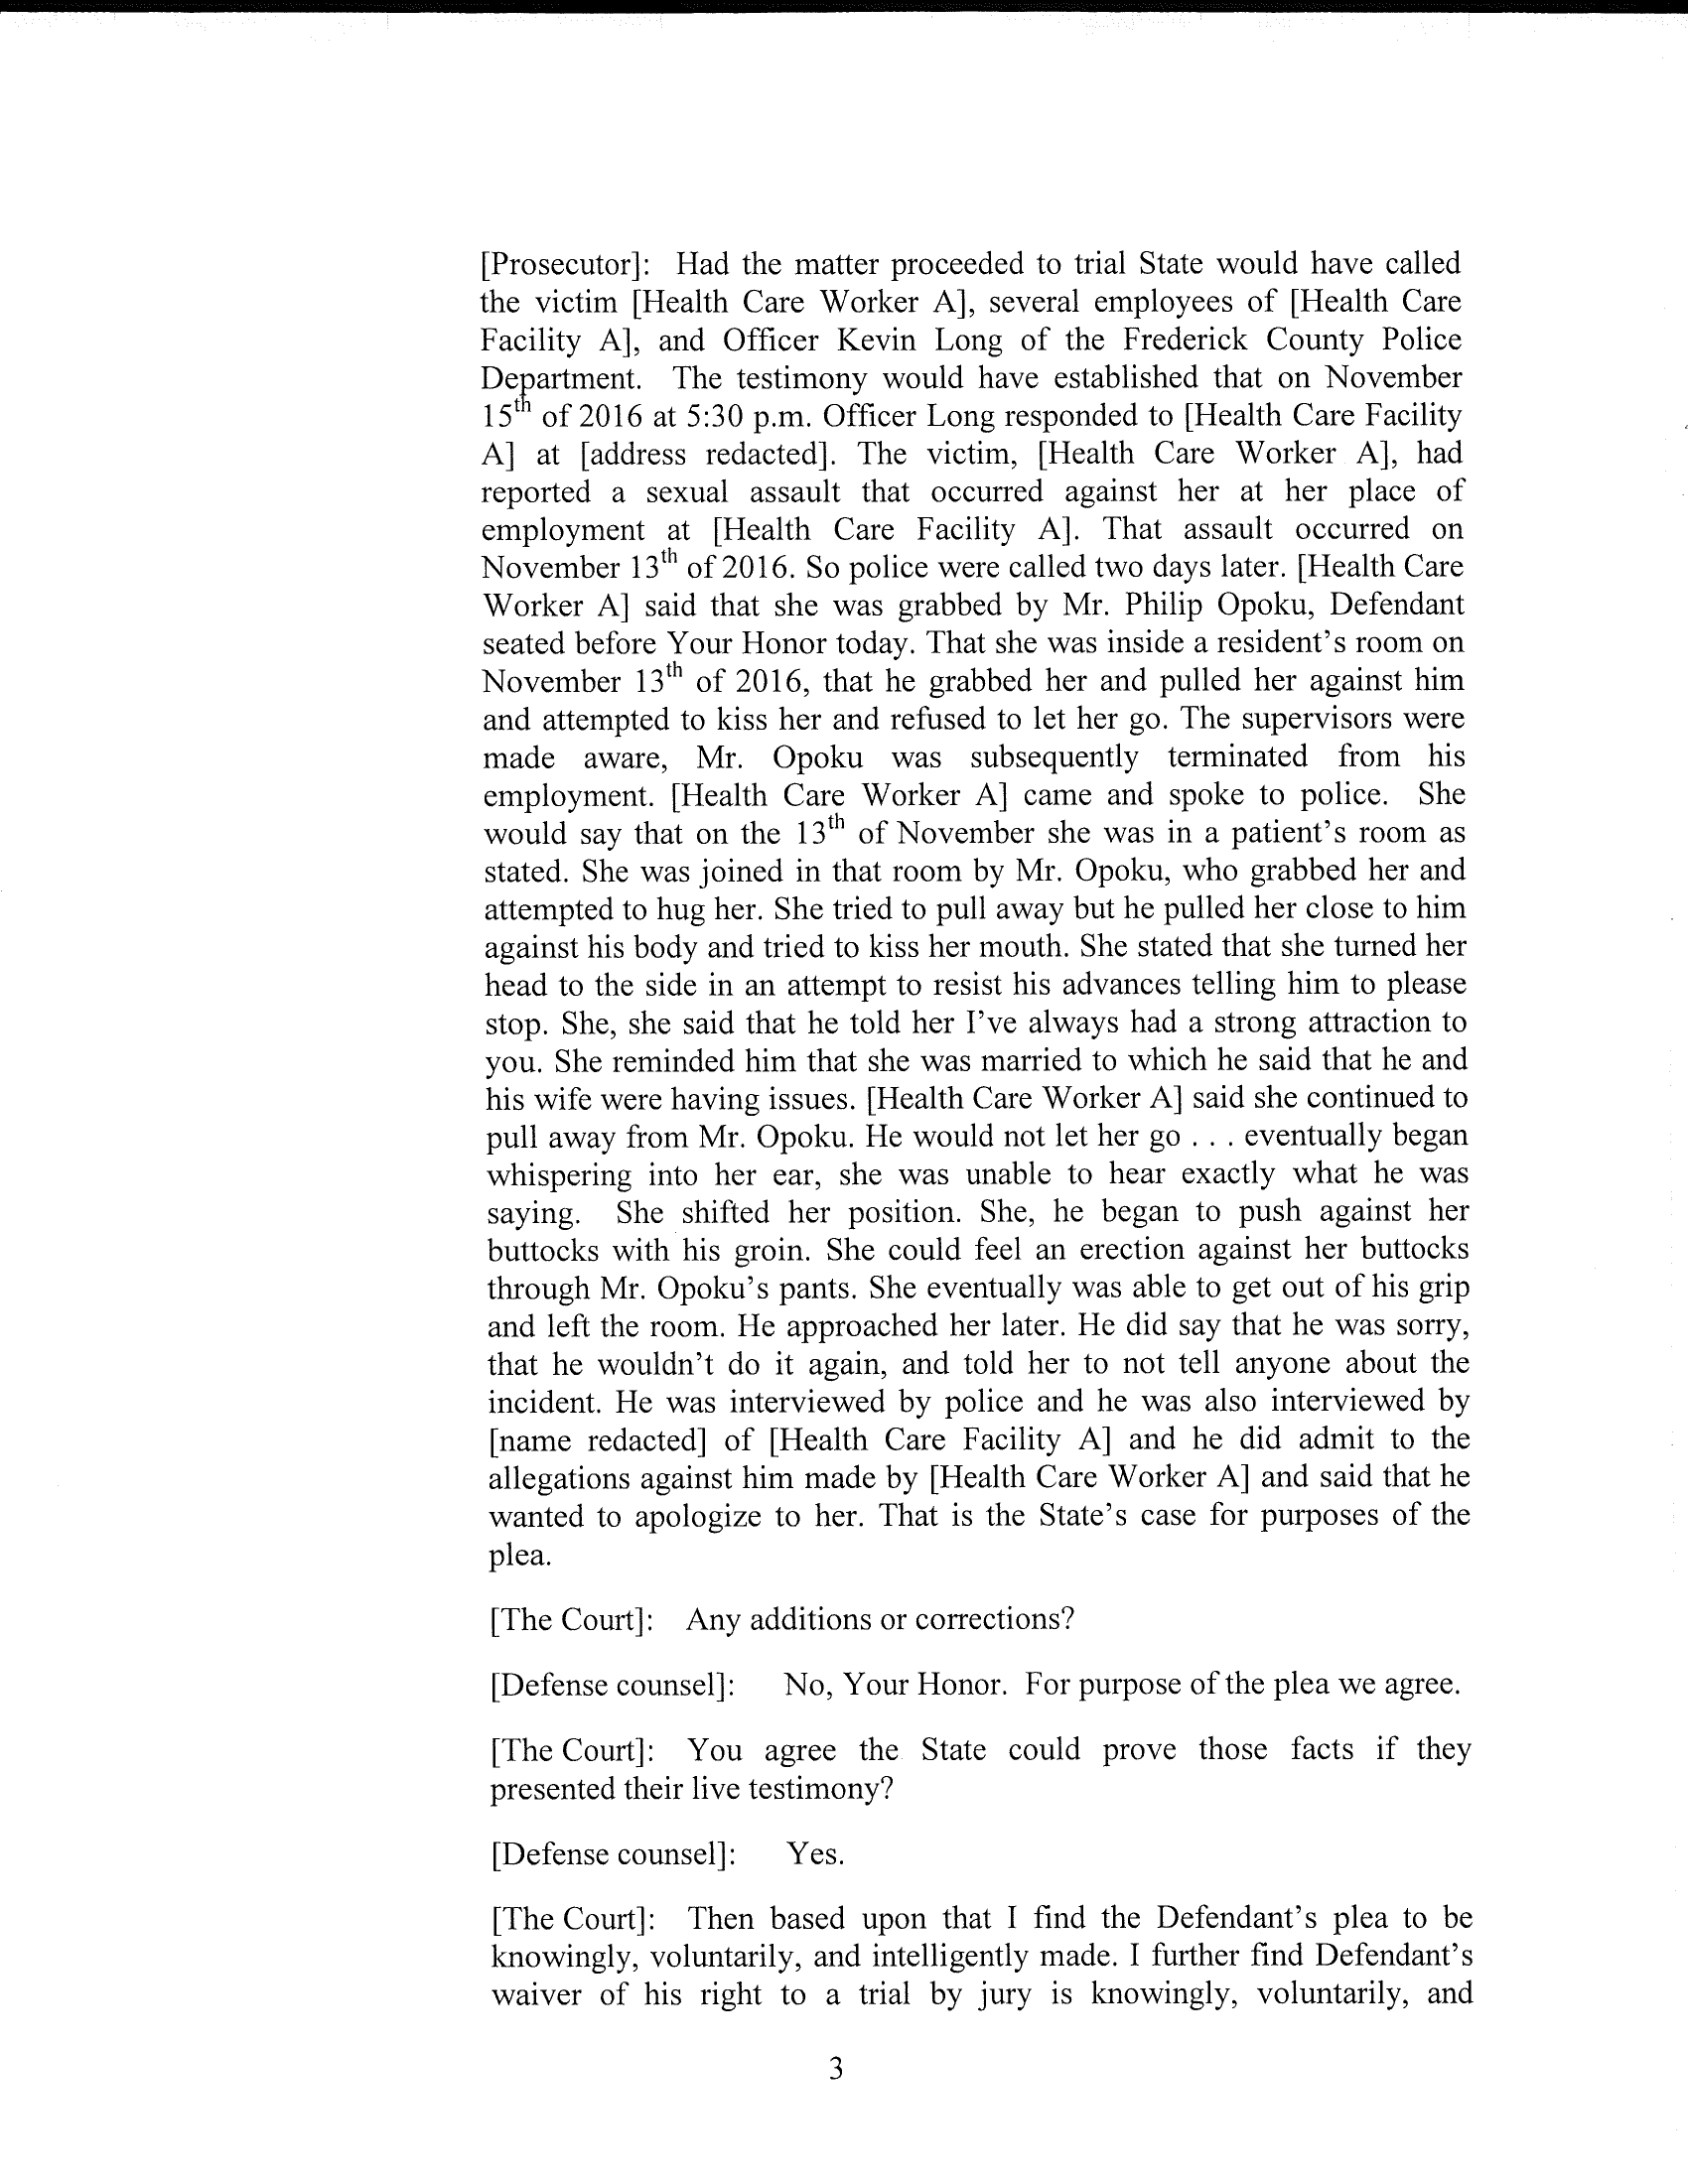 [Prosecutor]: Had the matter proceeded to trial State would have called
the victim [Health Care Worker A], several employees of [Health Care
Facility A], and Officer Kevin Long of the Frederick County Police
Department. The testimony would have established that on November
15th of 2016 at 5:30 p.m. Officer Long responded to [Health Care Facility
A] at [address redacted]. The victim, [Health Care Worker A], had
reported a sexual assault that occurred against her at her place of
employment at [Health Care Facility A]. That assault occurred on
November 13th of 2016. So police were called two days later. [Health Care
Worker A] said that she was grabbed by Mr. Philip Opoku, Defendant
seated before Your Honor today. That she was inside a resident's room on
November 13th of 2016, that he grabbed her and pulled her against him
and attempted to kiss her and refused to let her go. The supervisors were
made aware, Mr. Opoku was subsequently terminated from his
employment. [Health Care Worker A] came and spoke to police. She
would say that on the 13th of November she was in a patient's room as
stated. She was joined in that room by Mr. Opoku, who grabbed her and
attempted to hug her. She tried to pull away but he pulled her close to him
against his body and tried to kiss her mouth. She stated that she turned her
head to the side in an attempt to resist his advances telling him to please
stop. She, she said that he told her I've always had a strong attraction to
you. She reminded him that she was married to which he said that he and
his wife were having issues. [Health Care Worker A] said she continued to
pull away from Mr. Opoku. He would not let her go . . . eventually began
whispering into her ear, she was unable to hear exactly what he was
saying. She shifted her position. She, he began to push against her
buttocks with his groin. She could feel an erection against her buttocks
through Mr. Opoku's pants. She eventually was able to get out of his grip
and left the room. He approached her later. He did say that he was sorry,
that he wouldn't do it again, and told her to not tell anyone about the
incident. He was interviewed by police and he was also interviewed by
[name redacted] of [Health Care Facility A] and he did admit to the
allegations against him made by [Health Care Worker A] and said that he
wanted to apologize to her. That is the State's case for purposes of the
plea.
[The Court]: Any additions or corrections?
[Defense counsel]: No, Your Honor. For purpose of the plea we agree.
[The Court]: You agree the State could prove those facts if they
presented their live testimony?
[Defense counsel]: Yes.
[The Court]: Then based upon that I find the Defendant's plea to be
knowingly, voluntarily, and intelligently made. I further find Defendant's
waiver of his right to a trial by jury is knowingly, voluntarily, and
3